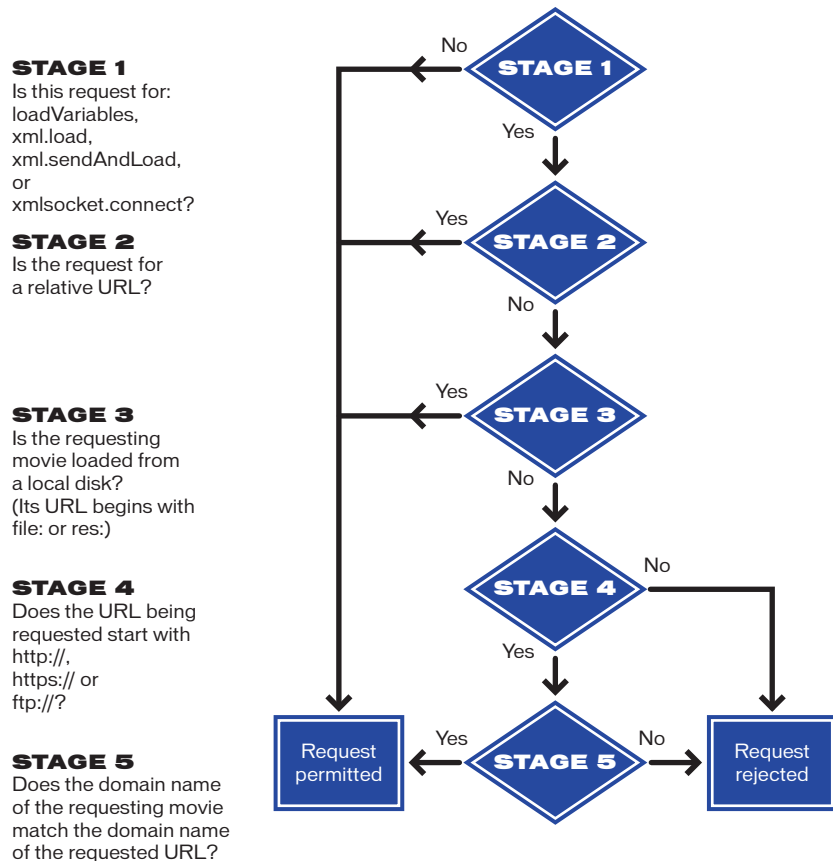 STAGE 1
Is this request for:
loadVariables,
xml.load,
xml.sendAndLoad,
or
xmlsocket.connect?
STAGE 2
Is the request for
a relative URL?
STAGE 3
Is the requesting
movie loaded from
a local disk?
(Its URL begins with
file: or res:)
STAGE 4
Does the URL being
requested start with
http://,
https:// or
ftp://?
STAGE 5
Does the domain name
of the requesting movie
match the domain name
of the requested URL?
No
STAGE 1
Yes
Yes
STAGE 2
No
Yes
STAGE 3
No
STAGE 4
No
Yes
Request
permitted
Yes
STAGE 5
No
Request
rejected